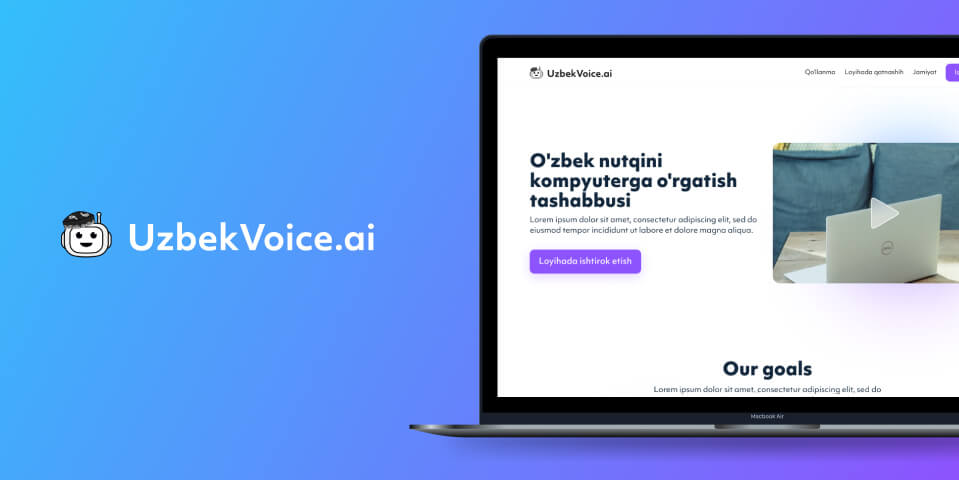 UzbekVoice.ai
UzbekVoice.ai
Qo'llanma Loyihada qatnashih Jamiyat
O'zbek nutqini
kompyuterga o'rgatish
tashabbusi
Lorem ipsum dolor sit amet, consectetur adipiscing elit, sed do
eiusmod tempor incididunt ut labore et dolore magna aliqua.
Loyihada ishtirok etish
DELL
Our goals
Lorem ipsum dolor sit amet, consectetur adipiscing elit, sed do
Macbook Air